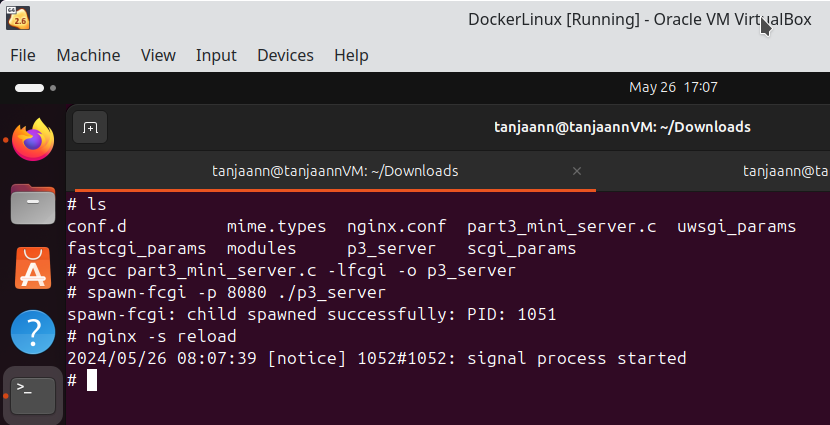 64
2.6
DockerLinux [Running] - Oracle VM VirtualBox
File Machine View Input Devices Help
May 26 17:07
tanjaann@tanjaannVM: ~/Downloads
tanjaann@tanjaannVM: ~/Downloads × tanjaann@ta
# ls
conf.d mime.types nginx.conf part3_mini_server.c uwsgi_params
fastcgi_params modules p3_server scgi_params
# gcc part3_mini_server.c -lfcgi -o p3_server
# spawn-fcgi -p 8080 ./p3_server
spawn-fcgi: child spawned successfully: PID: 1051
# nginx -s reload
2024/05/26 08:07:39 [notice] 1052#1052: signal process started
#